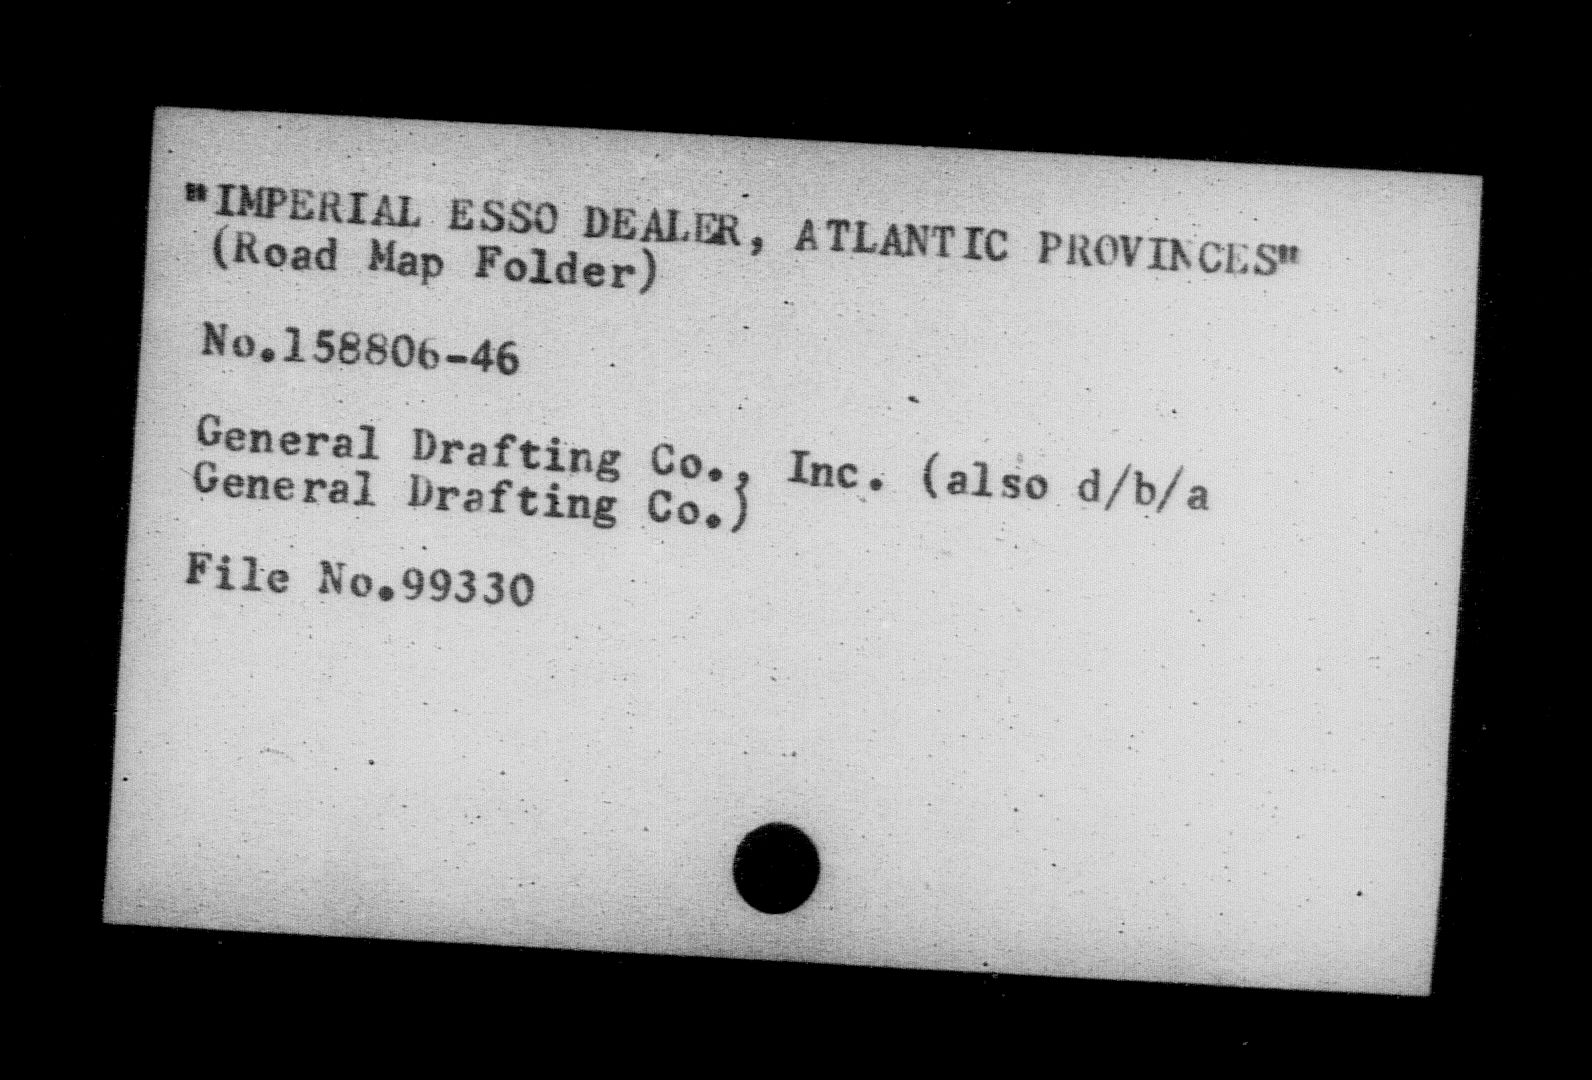 "IMPERIAL ESSO DEALER, ATLANTIC PROVINCES"
(Road Map Folder)
No.158806-46
General Drafting Co., Inc. (also d/b/a
General Drafting Co.)
File No.99330